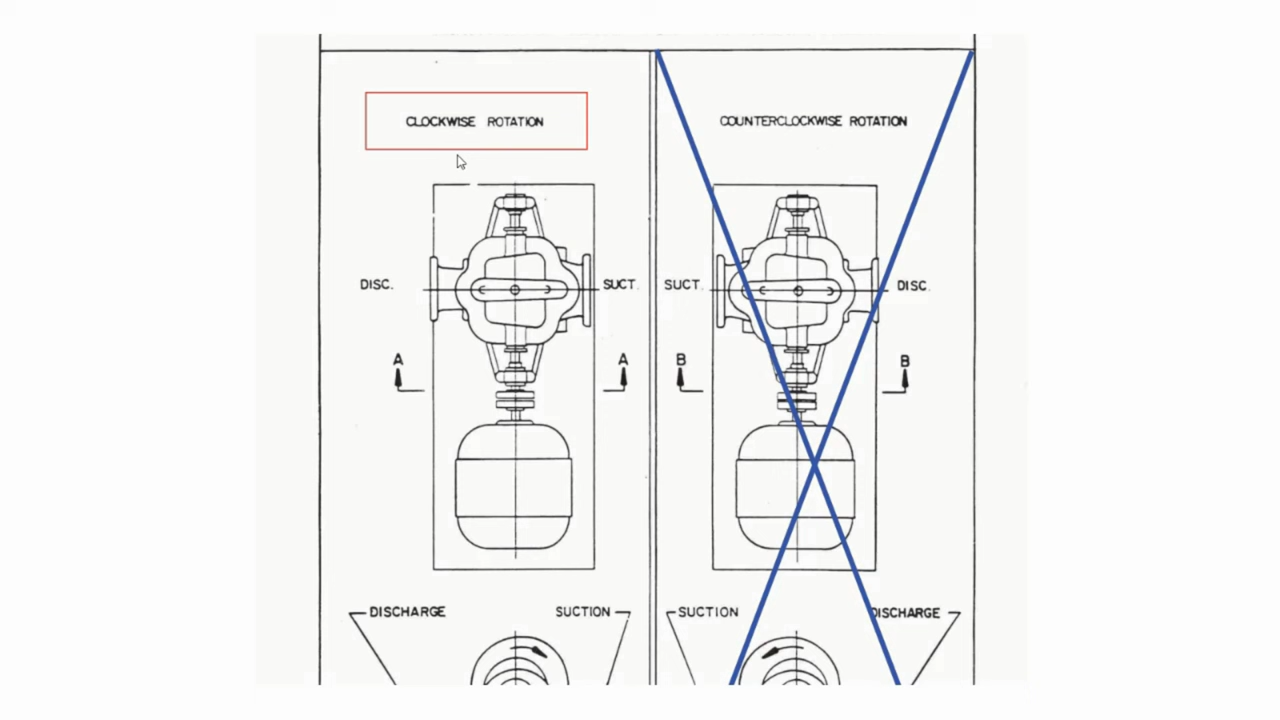 CLOCKWISE ROTATION
COUNTERCLOCKWISE ROTATION
DISC.
SUCT.
SUCT.
DISC.
A
A
B
B
DISCHARGE
SUCTION
SUCTION
DISCHARGE